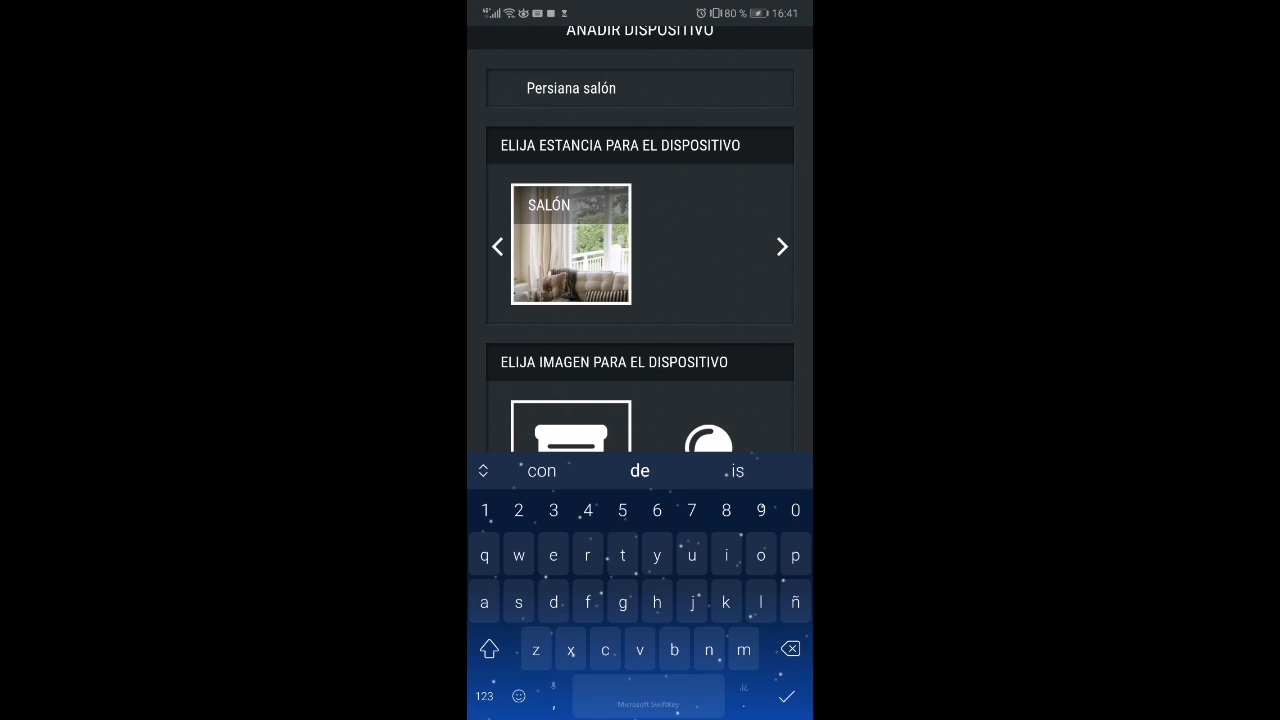 80 % 16:41
AÑADIR DISPOSITIVO
Persiana salón
ELIJA ESTANCIA PARA EL DISPOSITIVO
SALÓN
ELIJA IMAGEN PARA EL DISPOSITIVO
con de is
1 2 3 4 5 6 7 8 9 0
q w e r t y u i o p
a s d f g h j k l ñ
z x c v b n m
123 , .
Microsoft SwiftKey